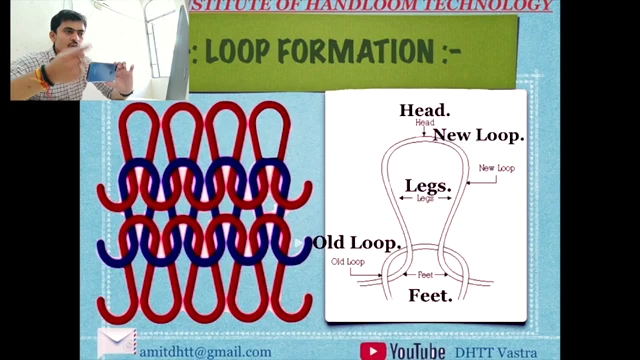 STITUTE OF HANDLOOM TECHNOLOGY
: LOOP FORMATION :-
Head.
Head
New Loop.
New Loop
Legs.
Legs
Old Loop.
Old Loop
Feet
Feet.
amitdhtt@gmail.com
YouTube DHTT Vastra